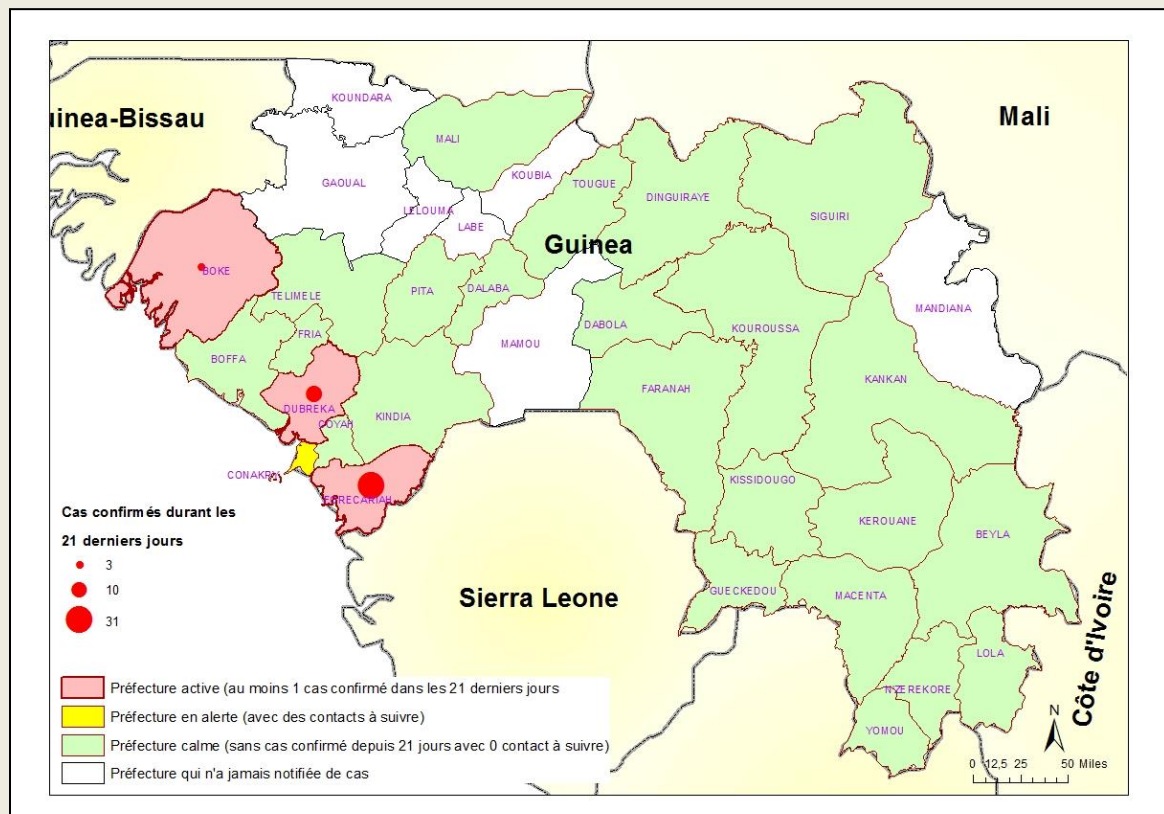 KOUNDARA
uinea-Bissau
Mali
MALI
GAOUAL
KOUBIA
TOUGUE
LELOUMA
DINGUIRAYE
LABE
SIGUIRI
Guinea
BOKE
PITA
DALABA
TELIMELE
MANDIANA
DABOLA
KOUROUSSA
FRIA
MAMOU
BOFFA
KANKAN
FARANAH
DUBREKA
KINDIA
COYAH
CONAKRY
KISSIDOUGO
KEROUANE
BEYLA
GUECKEDOU
MACENTA
Sierra Leone
LOLA
N'ZEREKORE
YOMOU
Côte d'Ivoire
Cas confirmés durant les
21 derniers jours
3
10
31
Préfecture active (au moins 1 cas confirmé dans les 21 derniers jours
Préfecture en alerte (avec des contacts à suivre)
Préfecture calme (sans cas confirmé depuis 21 jours avec 0 contact à suivre)
Préfecture qui n'a jamais notifiée de cas
N
0 12,5 25 50 Miles